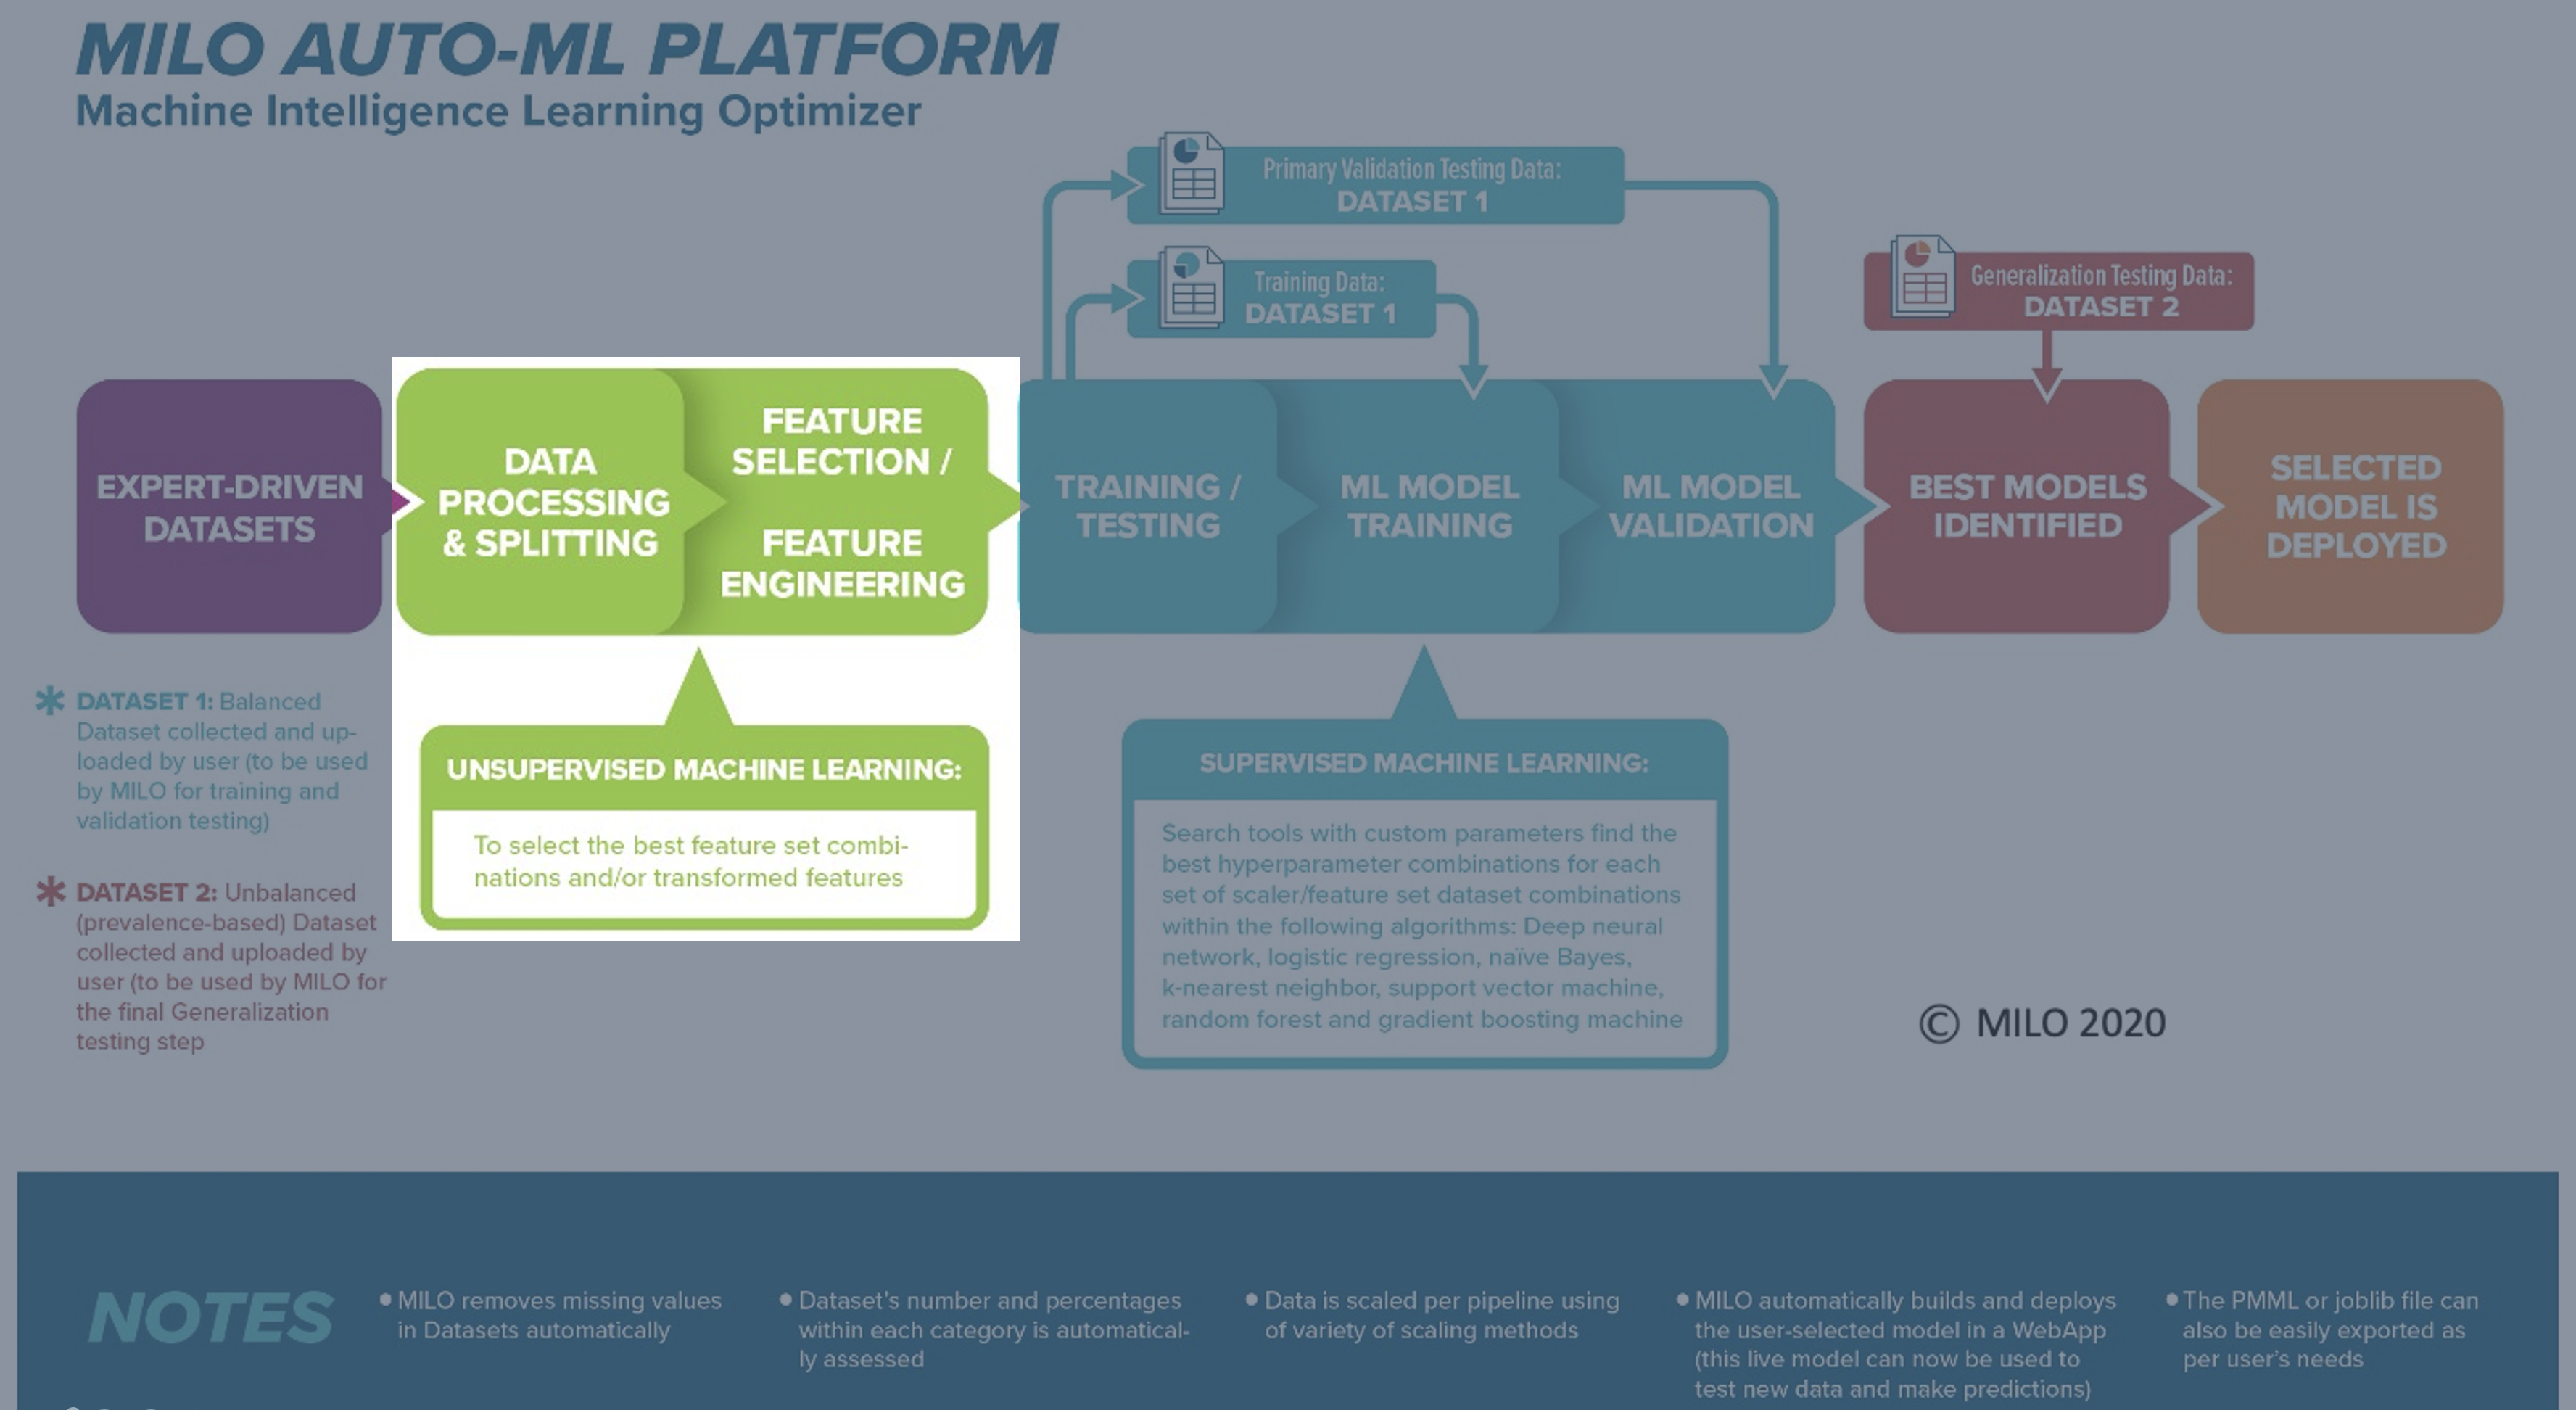 MILO AUTO-ML PLATFORM
Machine Intelligence Learning Optimizer
Primary Validation Testing Data:
DATASET 1
Training Data:
DATASET 1
Generalization Testing Data:
DATASET 2
EXPERT-DRIVEN
DATASETS
DATA
PROCESSING
& SPLITTING
FEATURE
SELECTION /
FEATURE
ENGINEERING
TRAINING /
TESTING
ML MODEL
TRAINING
ML MODEL
VALIDATION
BEST MODELS
IDENTIFIED
SELECTED
MODEL IS
DEPLOYED
* DATASET 1: Balanced
Dataset collected and up-
loaded by user (to be used
by MILO for training and
validation testing)
* DATASET 2: Unbalanced
(prevalence-based) Dataset
collected and uploaded by
user (to be used by MILO for
the final Generalization
testing step
UNSUPERVISED MACHINE LEARNING:
To select the best feature set combi-
nations and/or transformed features
SUPERVISED MACHINE LEARNING:
Search tools with custom parameters find the
best hyperparameter combinations for each
set of scaler/feature set dataset combinations
within the following algorithms: Deep neural
network, logistic regression, naïve Bayes,
k-nearest neighbor, support vector machine,
random forest and gradient boosting machine
© MILO 2020
NOTES
• MILO removes missing values
in Datasets automatically
• Dataset's number and percentages
within each category is automatical-
ly assessed
• Data is scaled per pipeline using
of variety of scaling methods
• MILO automatically builds and deploys
the user-selected model in a WebApp
(this live model can now be used to
test new data and make predictions)
• The PMML or joblib file can
also be easily exported as
per user's needs